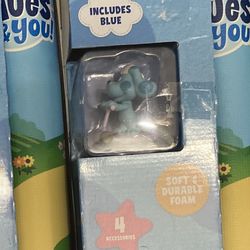 UES
& YOU!
INCLUDES
BLUE
SOFT &
DURABLE
FOAM
4
ACCESSORIES